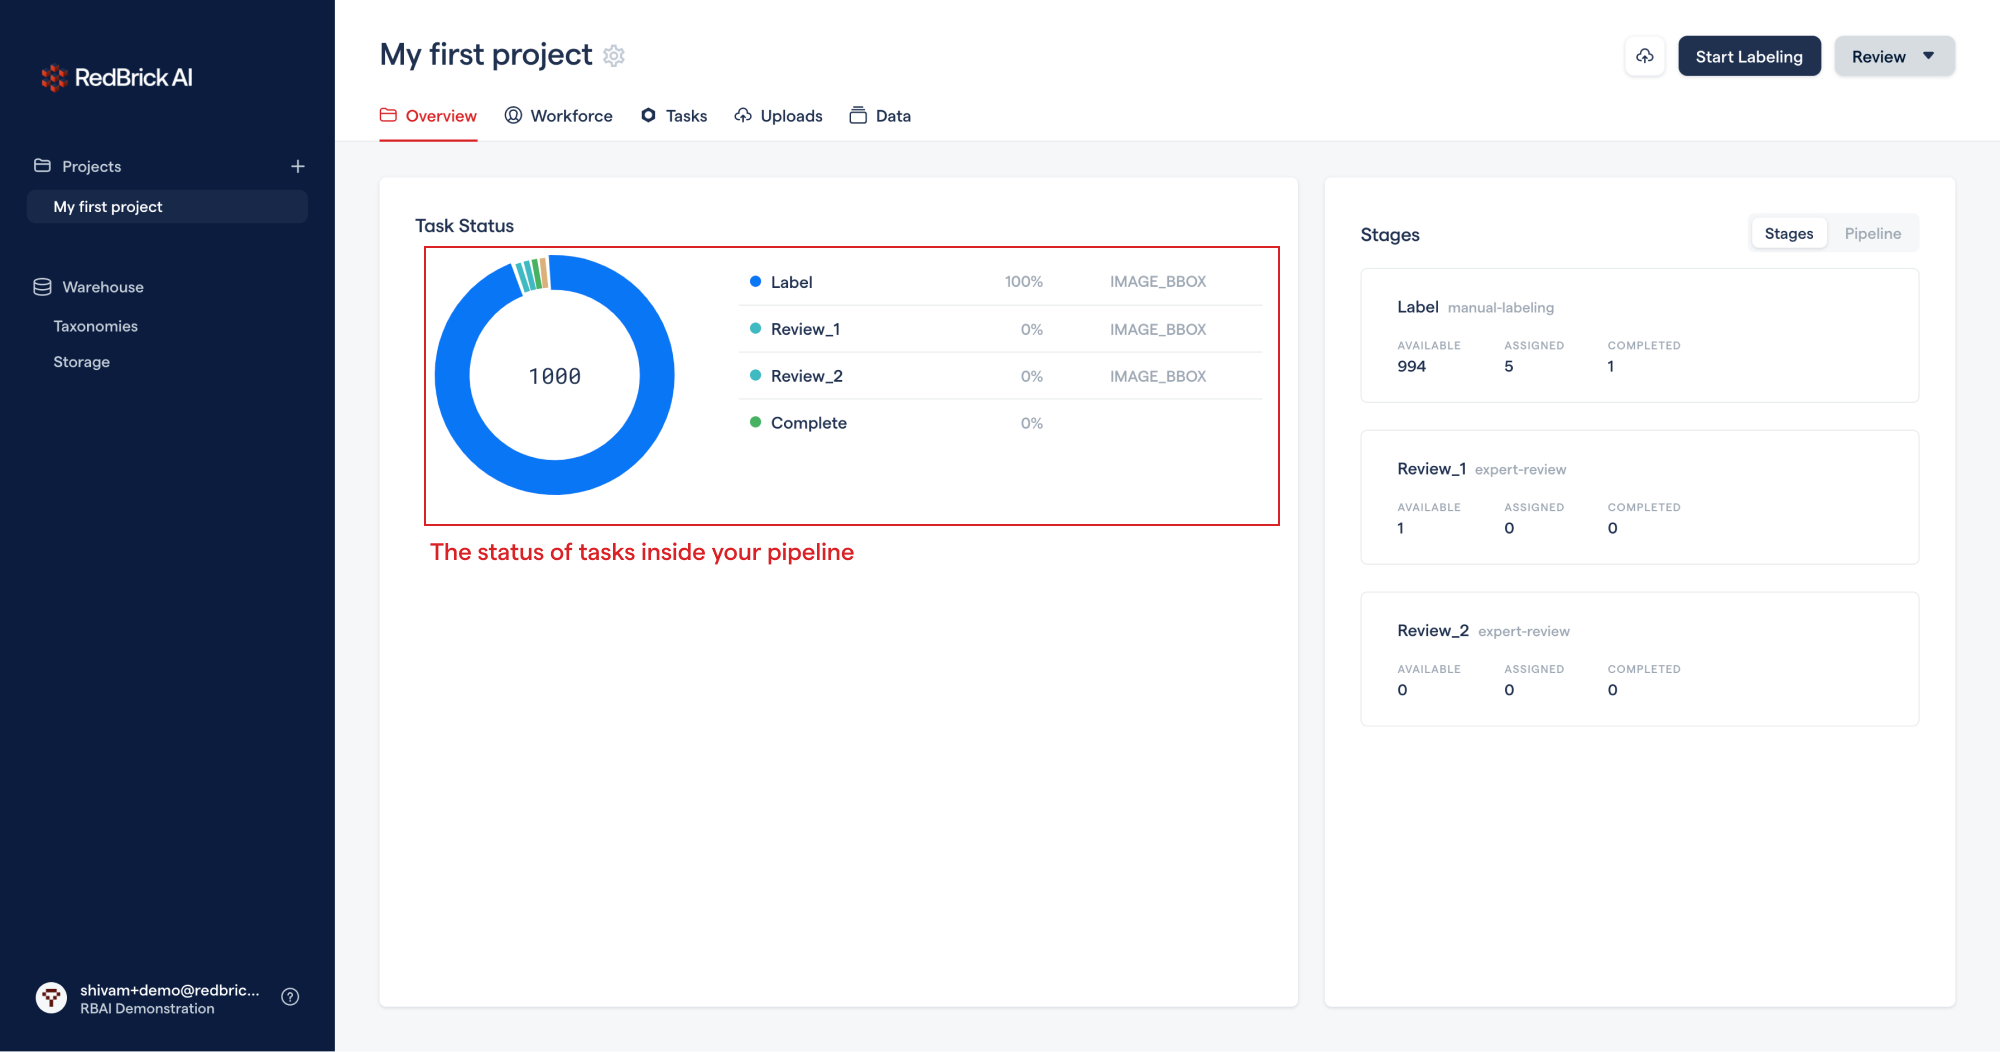 RedBrick AI
Projects
My first project
Warehouse
Taxonomies
Storage
shivam+demo@redbric...
RBAI Demonstration
My first project
Start Labeling
Review
Overview
Workforce
Tasks
Uploads
Data
Task Status
1000
Label 100% IMAGE_BBOX
Review_1 0% IMAGE_BBOX
Review_2 0% IMAGE_BBOX
Complete 0%
The status of tasks inside your pipeline
Stages
Stages
Pipeline
Label manual-labeling
AVAILABLE ASSIGNED COMPLETED
994 5 1
Review_1 expert-review
AVAILABLE ASSIGNED COMPLETED
1 0 0
Review_2 expert-review
AVAILABLE ASSIGNED COMPLETED
0 0 0